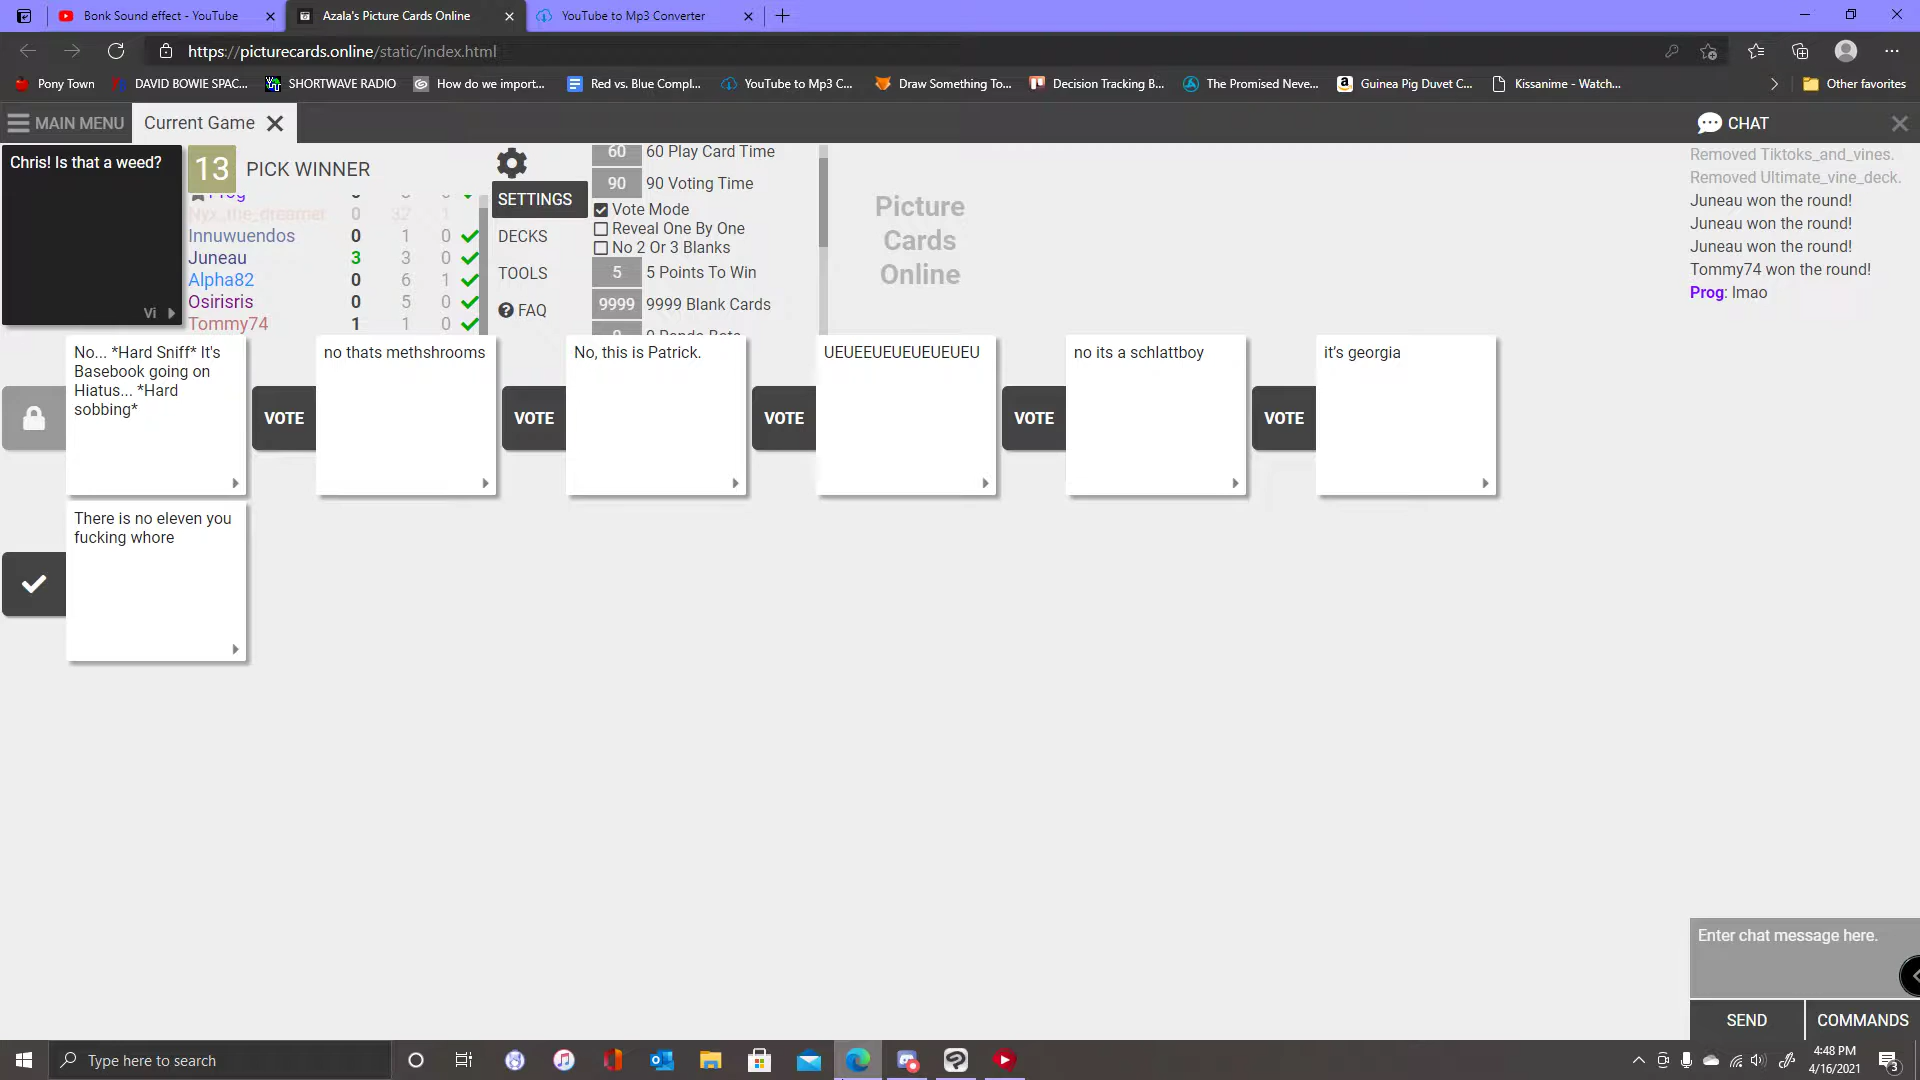 Bonk Sound effect - YouTube
Azala's Picture Cards Online
YouTube to Mp3 Converter
https://picturecards.online/static/index.html
Pony Town
DAVID BOWIE SPAC...
SHORTWAVE RADIO
How do we import...
Red vs. Blue Compl...
YouTube to Mp3 C...
Draw Something To...
Decision Tracking B...
The Promised Neve...
Guinea Pig Duvet C...
Kissanime - Watch...
Other favorites
MAIN MENU
Current Game
CHAT
Chris! Is that a weed?
Vi
13 PICK WINNER
Prog
Nyx_the_dreamer 0 32 1
Innuwuendos 0 1 0
Juneau 3 3 0
Alpha82 0 6 1
Osirisris 0 5 0
Tommy74 1 1 0
SETTINGS
DECKS
TOOLS
FAQ
60 60 Play Card Time
90 90 Voting Time
Vote Mode
Reveal One By One
No 2 Or 3 Blanks
5 5 Points To Win
9999 9999 Blank Cards
Picture
Cards
Online
Removed Tiktoks_and_vines.
Removed Ultimate_vine_deck.
Juneau won the round!
Juneau won the round!
Juneau won the round!
Tommy74 won the round!
Prog: lmao
No... *Hard Sniff* It's
Basebook going on
Hiatus... *Hard
sobbing*
VOTE
no thats methshrooms
VOTE
No, this is Patrick.
VOTE
UEUEEUEUEUEUEUEU
VOTE
no its a schlattboy
VOTE
it's georgia
There is no eleven you
fucking whore
Enter chat message here.
SEND
COMMANDS
Type here to search
4:48 PM
4/16/2021
3